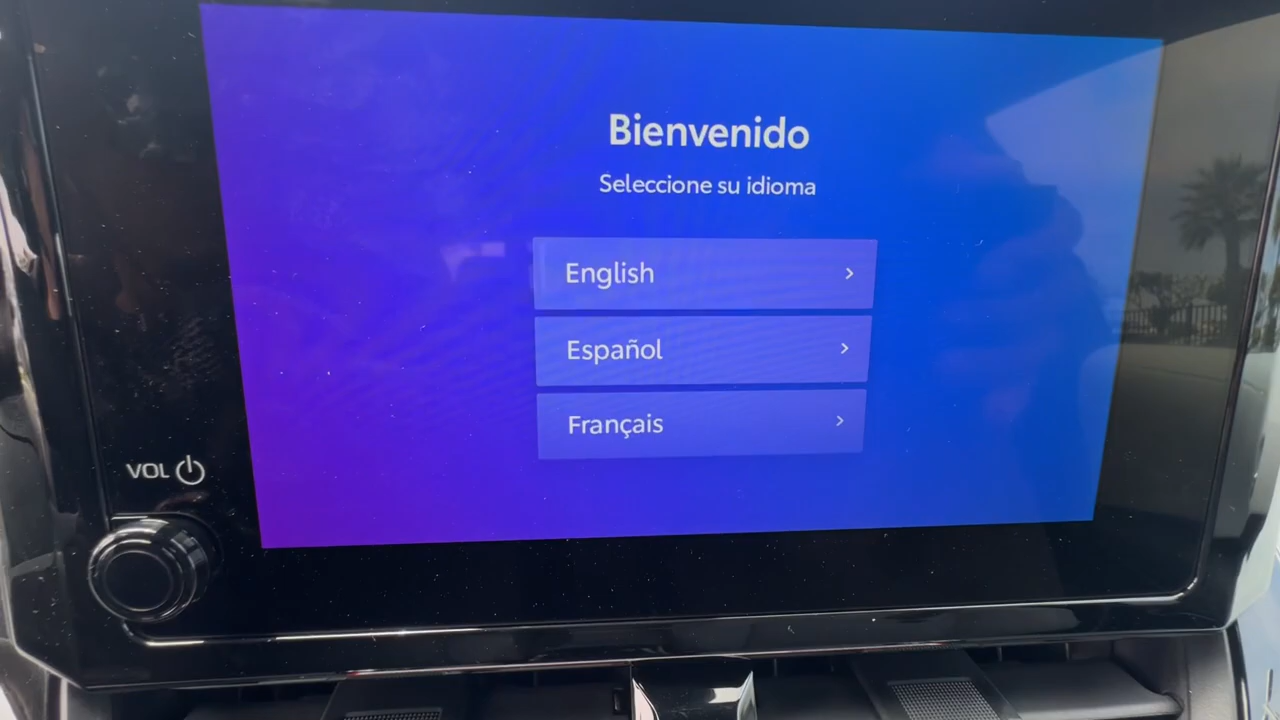 Bienvenido
Seleccione su idioma
English
Español
Français
VOL